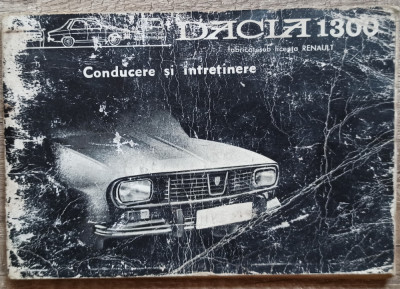 DACIA 1300
fabricat sub licența RENAULT
Conducere și întreținere